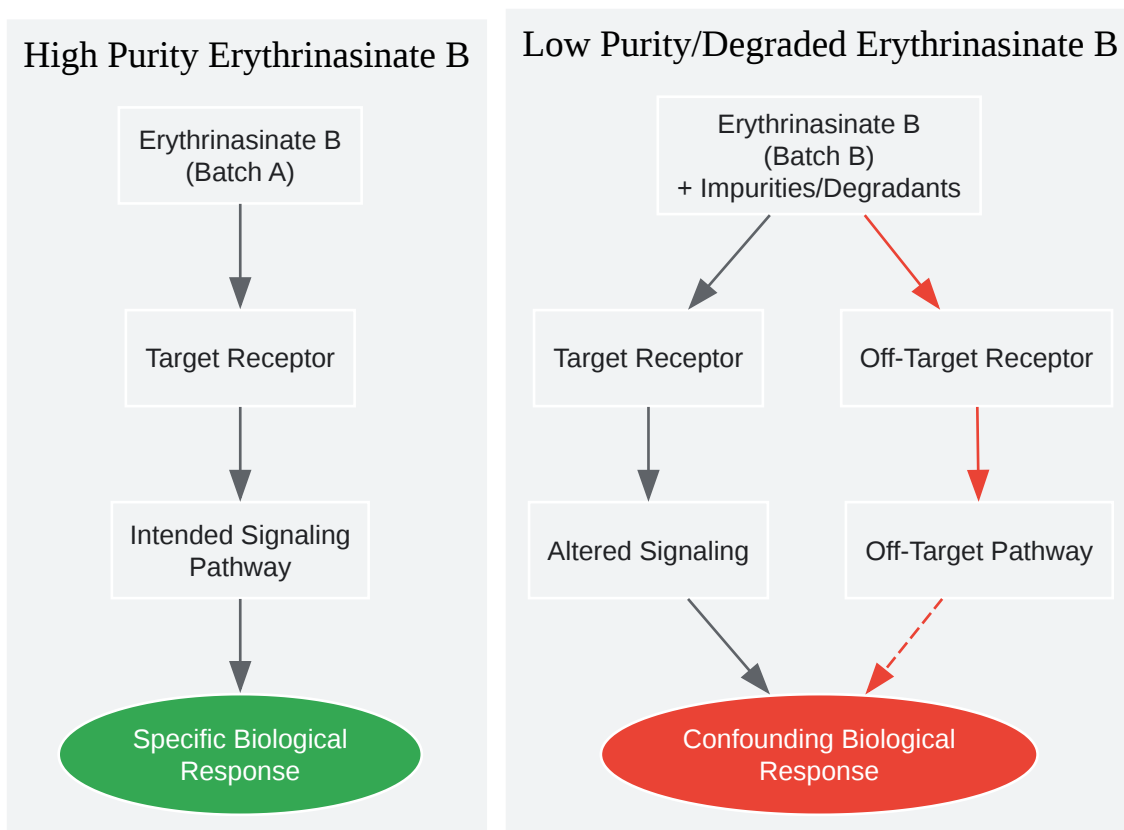 High Purity Erythrinasinate B
Erythrinasinate B
(Batch A)
Target Receptor
Intended Signaling
Pathway
Specific Biological
Response
Low Purity/Degraded Erythrinasinate B
Erythrinasinate B
(Batch B)
+ Impurities/Degradants
Target Receptor
Off-Target Receptor
Altered Signaling
Off-Target Pathway
Confounding Biological
Response